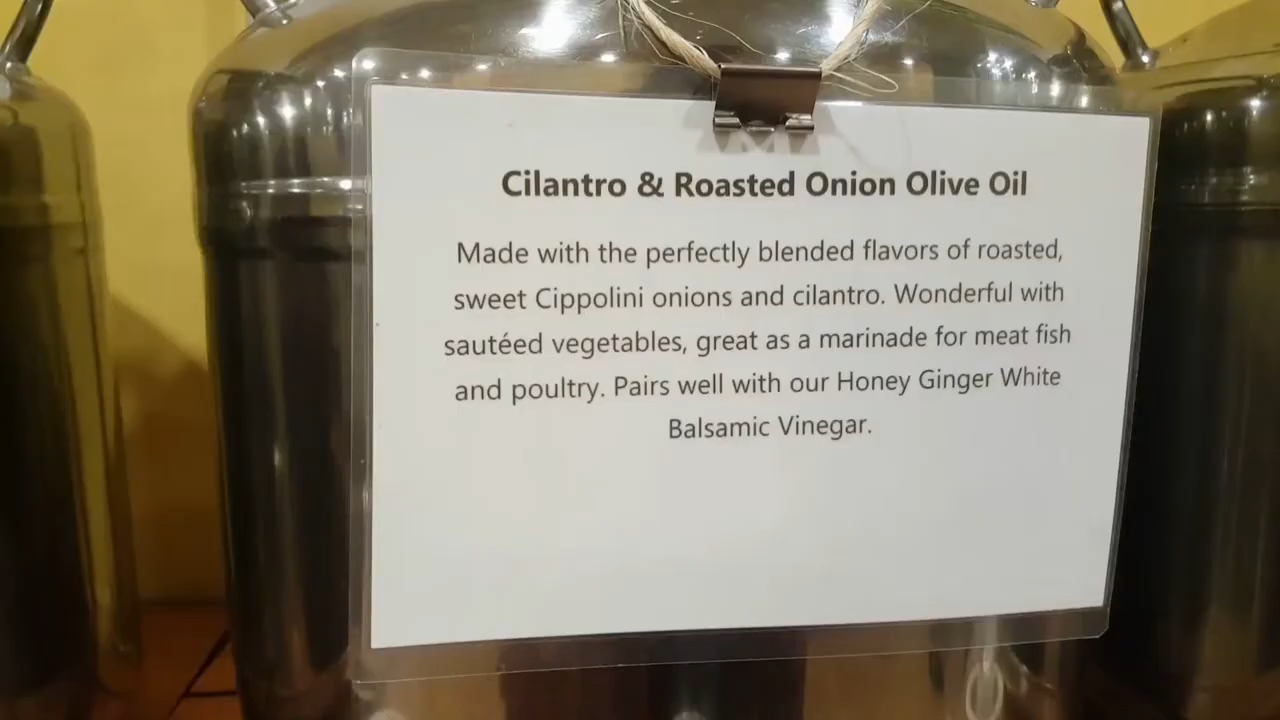 Cilantro & Roasted Onion Olive Oil
Made with the perfectly blended flavors of roasted,
sweet Cippolini onions and cilantro. Wonderful with
sautéed vegetables, great as a marinade for meat fish
and poultry. Pairs well with our Honey Ginger White
Balsamic Vinegar.